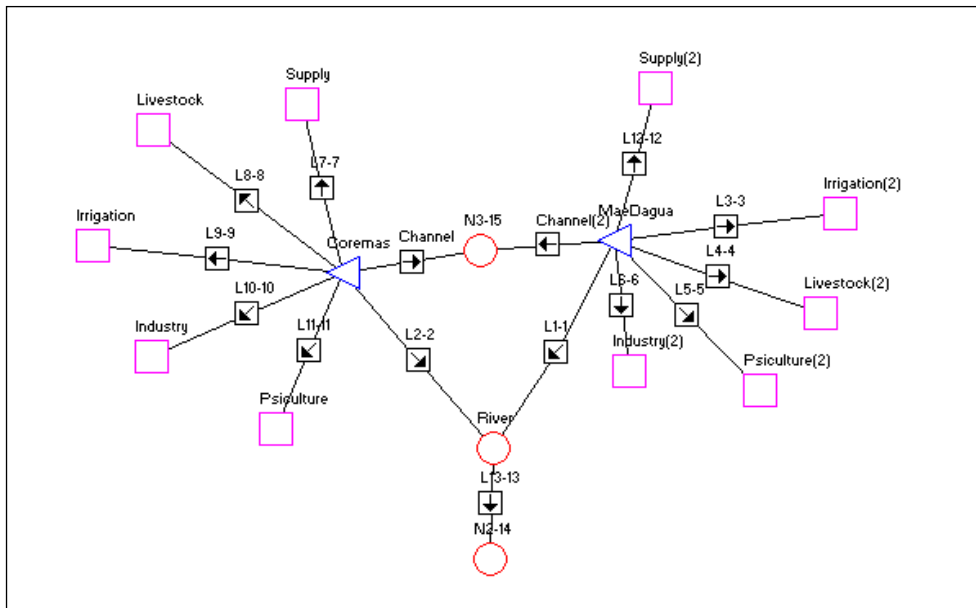 Supply(2)
Supply
Livestock
L12-12
L7-7
L8-8
Irrigation(2)
L3-3
MaeDagua
Irrigation
N3-15
Channel(2)
Coremas
Channel
L9-9
L4-4
L6-6
L5-5
Livestock(2)
L10-10
Industry
L11-11
L2-2
L1-1
Industry(2)
Psiculture(2)
Psiculture
River
L13-13
N2-14